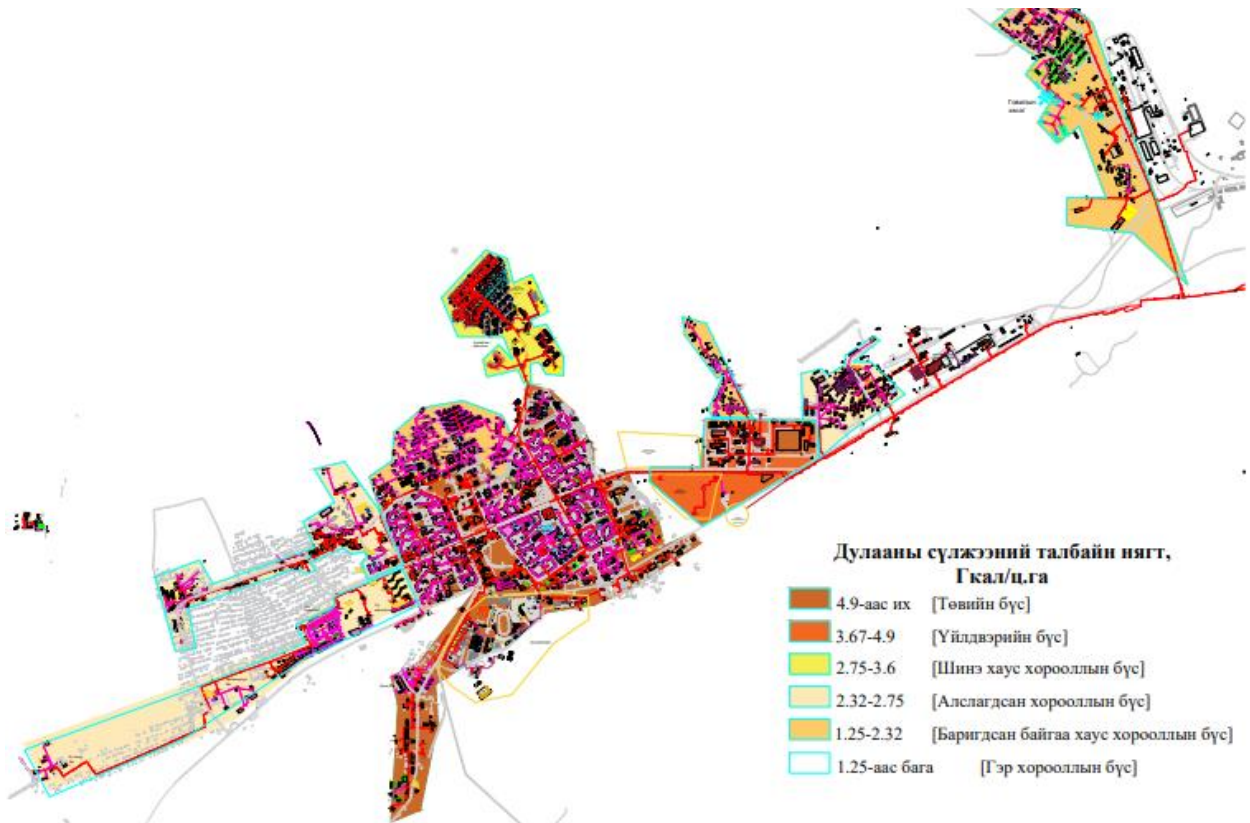 Дулааны сүлжээний талбайн нягт,
Гкал/ц.га
4.9-аас их [Төвийн бүс]
3.67-4.9 [Үйлдвэрийн бүс]
2.75-3.6 [Шинэ хаус хорооллын бүс]
2.32-2.75 [Алслагдсан хорооллын бүс]
1.25-2.32 [Баригдсан байгаа хаус хорооллын бүс]
1.25-аас бага [Гэр хорооллын бүс]